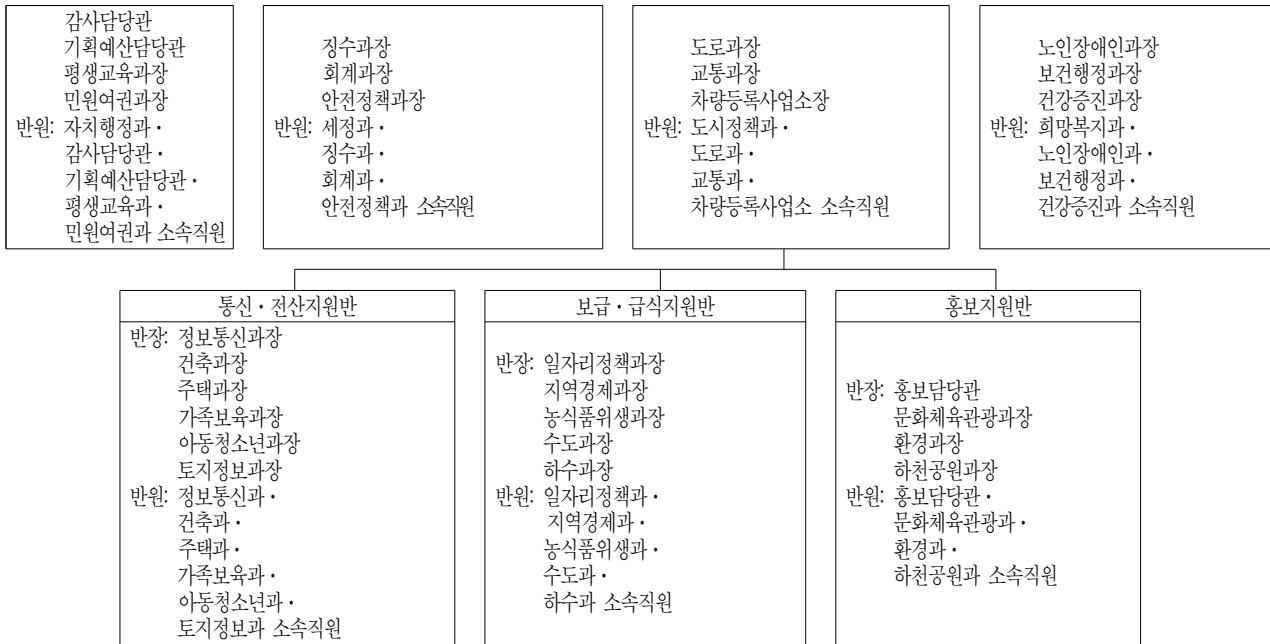 감사담당관
기획예산담당관
평생교육과장
민원여권과장
반원: 자치행정과・
감사담당관・
기획예산담당관・
평생교육과・
민원여권과 소속직원
징수과장
회계과장
안전정책과장
반원: 세정과・
징수과・
회계과・
안전정책과 소속직원
도로과장
교통과장
차량등록사업소장
반원: 도시정책과・
도로과・
교통과・
차량등록사업소 소속직원
노인장애인과장
보건행정과장
건강증진과장
반원: 희망복지과・
노인장애인과・
보건행정과・
건강증진과 소속직원
통신・전산지원반
반장: 정보통신과장
건축과장
주택과장
가족보육과장
아동청소년과장
토지정보과장
반원: 정보통신과・
건축과・
주택과・
가족보육과・
아동청소년과・
토지정보과 소속직원
보급・급식지원반
반장: 일자리정책과장
지역경제과장
농식품위생과장
수도과장
하수과장
반원: 일자리정책과・
지역경제과・
농식품위생과・
수도과・
하수과 소속직원
홍보지원반
반장: 홍보담당관
문화체육관광과장
환경과장
하천공원과장
반원: 홍보담당관・
문화체육관광과・
환경과・
하천공원과 소속직원